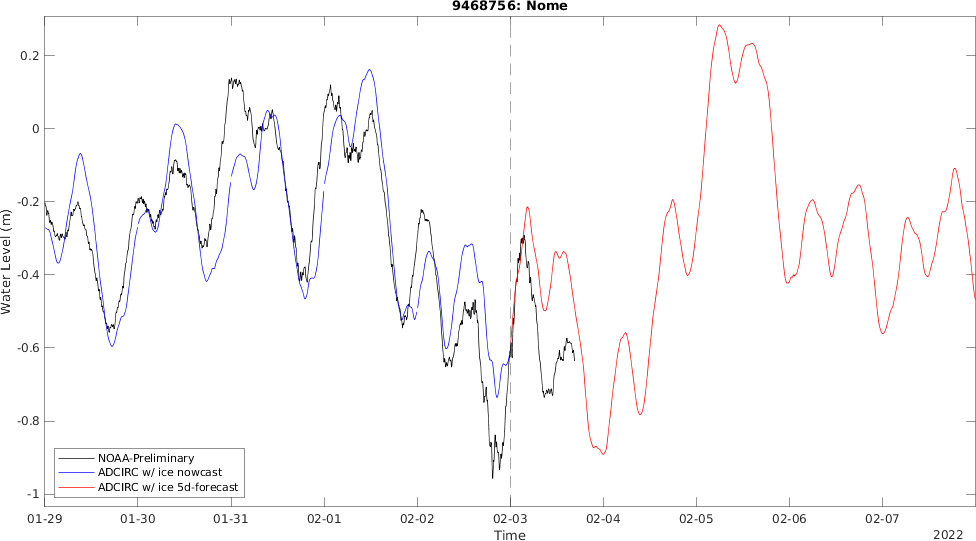 9468756: Nome
0.2
0
-0.2
-0.4
-0.6
-0.8
-1
Water Level (m)
NOAA-Preliminary
ADCIRC w/ ice nowcast
ADCIRC w/ ice 5d-forecast
01-29 01-30 01-31 02-01 02-02 02-03 02-04 02-05 02-06 02-07
Time
2022